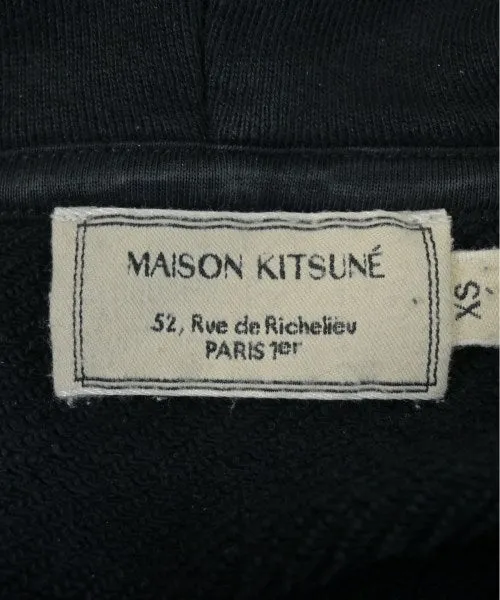 MAISON KITSUNÉ
52, Rue de Richelieu
PARIS 1er
XS